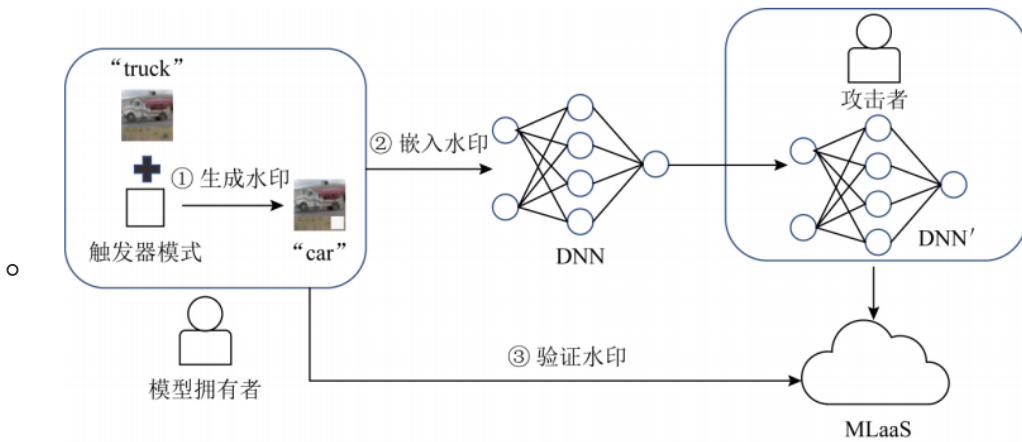 “truck”
① 生成水印
触发器模式
“car”
模型拥有者
② 嵌入水印
DNN
攻击者
DNN′
③ 验证水印
MLaaS
。